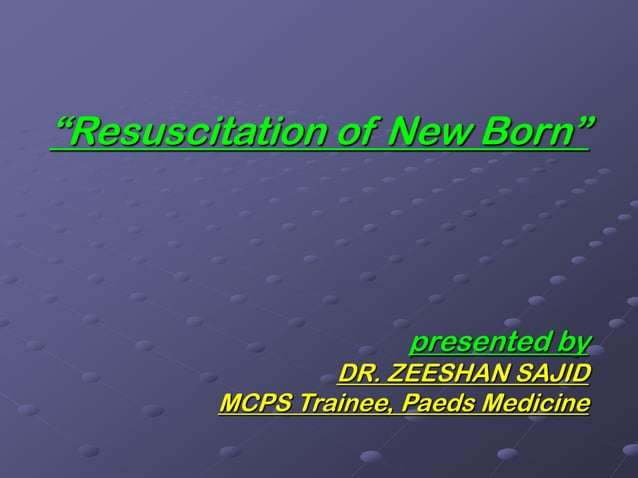 “Resuscitation of New Born”
presented by
DR. ZEESHAN SAJID
MCPS Trainee, Paeds Medicine